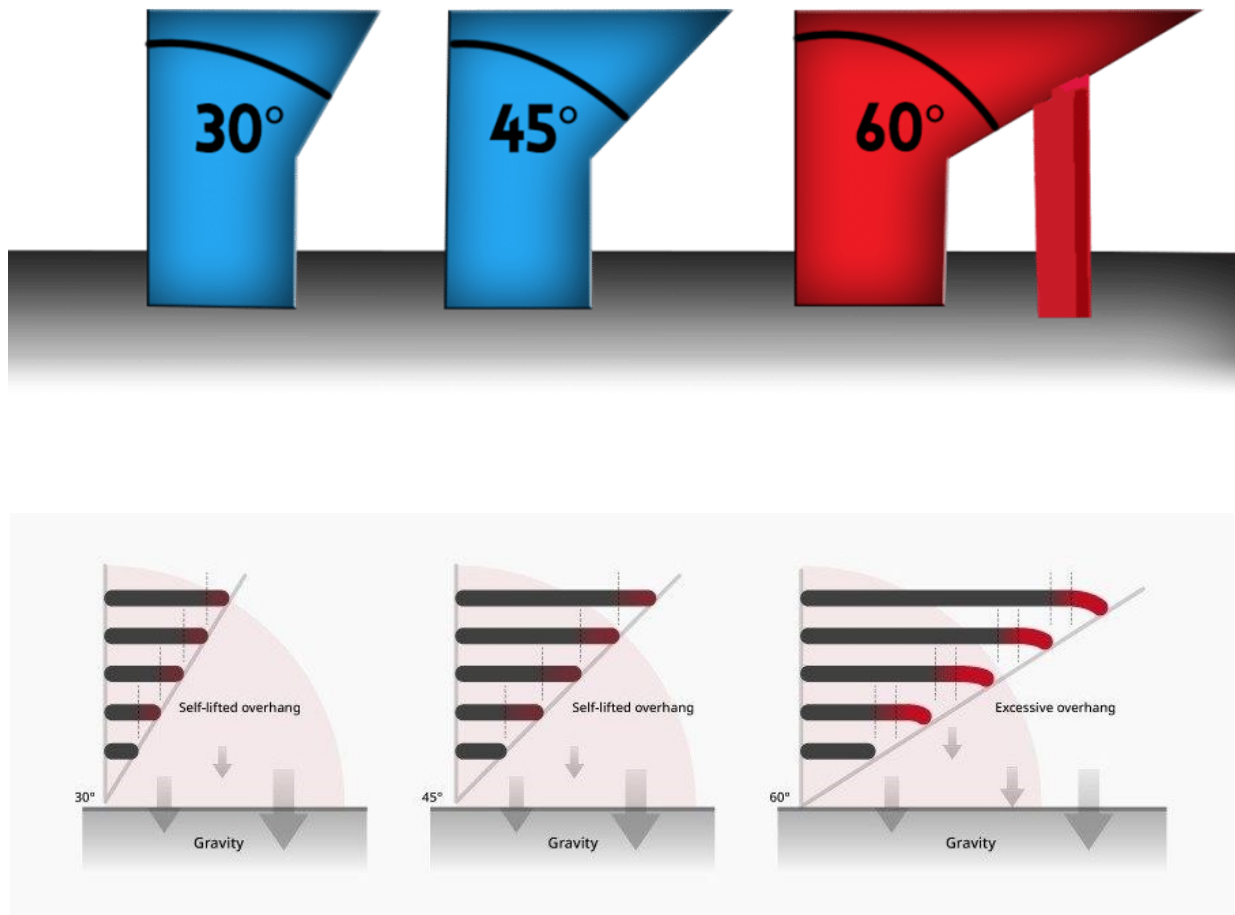 30°
45°
60°
Self-lifted overhang
Self-lifted overhang
Excessive overhang
30°
45°
60°
Gravity
Gravity
Gravity